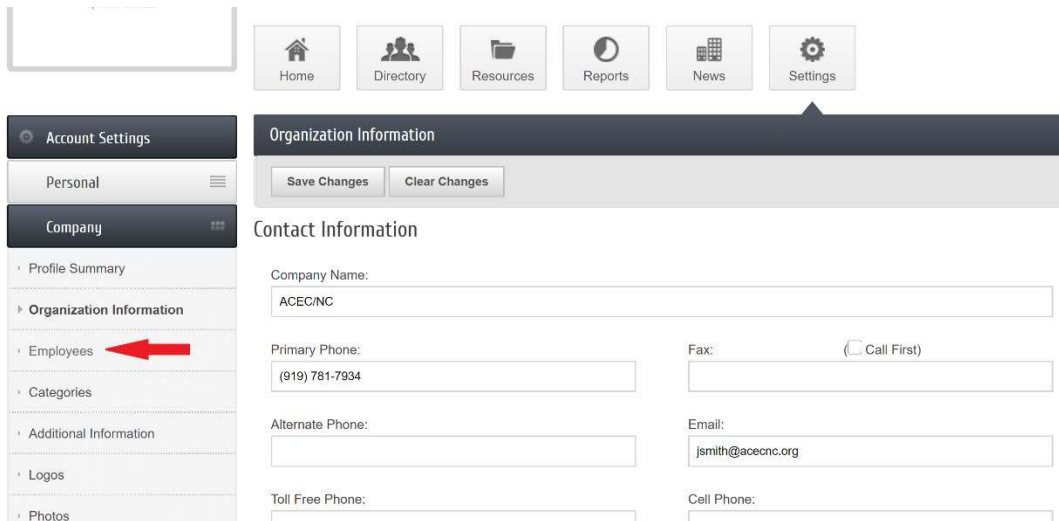 Home Directory Resources Reports News Settings
Account Settings
Personal
Company
Profile Summary
Organization Information
Employees
Categories
Additional Information
Logos
Photos
Organization Information
Save Changes Clear Changes
Contact Information
Company Name:
ACEC/NC
Primary Phone:
(919) 781-7934
Fax: ( Call First)
Alternate Phone:
Email:
jsmith@acecnc.org
Toll Free Phone:
Cell Phone: